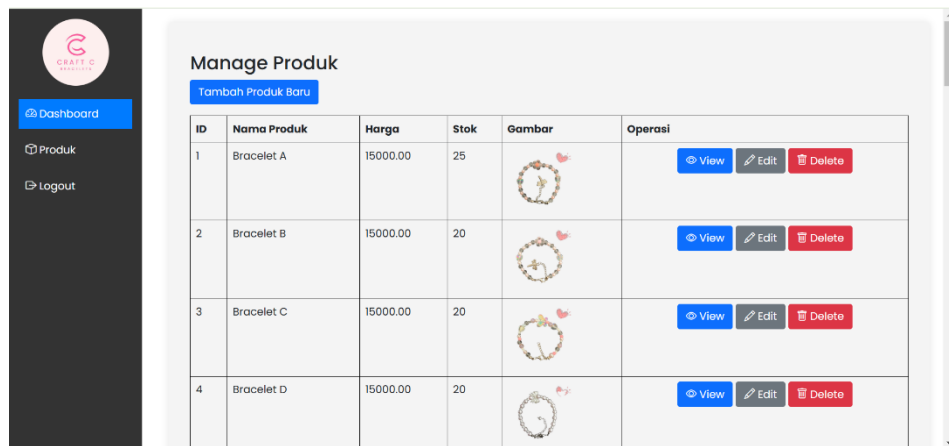 CRAFT C
Dashboard
Produk
Logout
Manage Produk
Tambah Produk Baru
ID Nama Produk Harga Stok Gambar Operasi
1 Bracelet A 15000.00 25 View Edit Delete
2 Bracelet B 15000.00 20 View Edit Delete
3 Bracelet C 15000.00 20 View Edit Delete
4 Bracelet D 15000.00 20 View Edit Delete